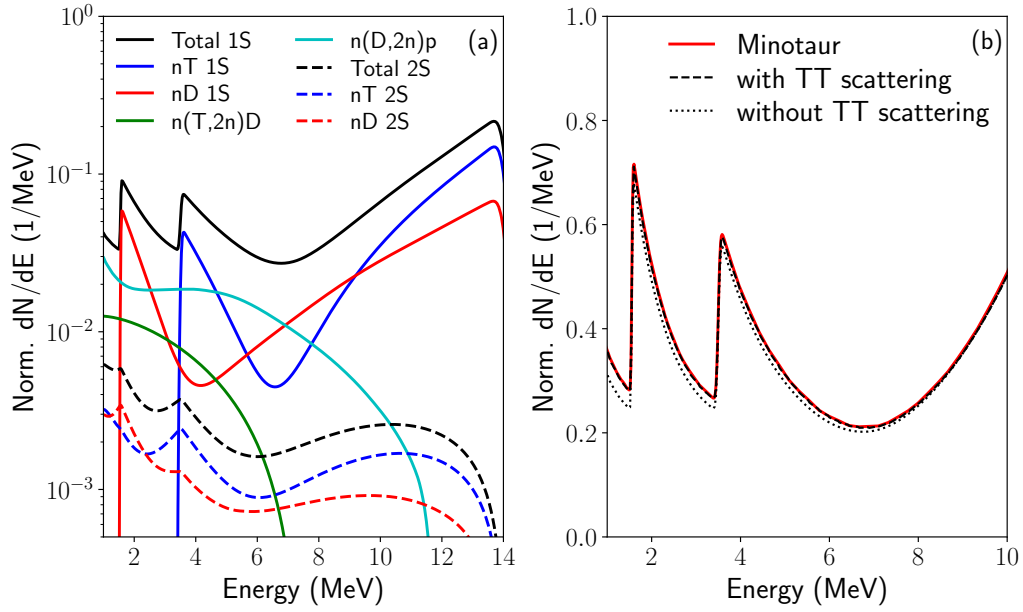 (a)
Total 1S
nT 1S
nD 1S
n(T,2n)D
n(D,2n)p
Total 2S
nT 2S
nD 2S
10⁰
10⁻¹
10⁻²
10⁻³
Norm. dN/dE (1/MeV)
2 4 6 8 10 12 14
Energy (MeV)
(b)
Minotaur
with TT scattering
without TT scattering
1.0
0.8
0.6
0.4
0.2
0.0
Norm. dN/dE (1/MeV)
2 4 6 8 10
Energy (MeV)